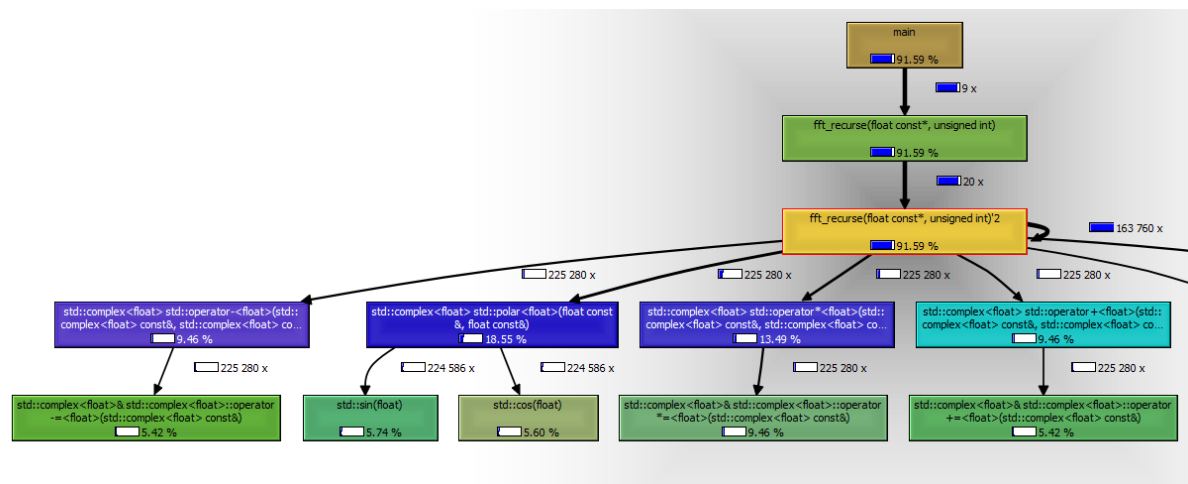 main
91.59 %
9 x
fft_recurse(float const*, unsigned int)
91.59 %
20 x
fft_recurse(float const*, unsigned int)'2
91.59 %
163 760 x
225 280 x
225 280 x
225 280 x
225 280 x
std::complex<float> std::operator-<float>(std::
complex<float> const&, std::complex<float> co...
9.46 %
std::complex<float> std::polar<float>(float const
&, float const&)
18.55 %
std::complex<float> std::operator*<float>(std::
complex<float> const&, std::complex<float> co...
13.49 %
std::complex<float> std::operator+<float>(std::
complex<float> const&, std::complex<float> co...
9.46 %
225 280 x
224 586 x
224 586 x
225 280 x
225 280 x
std::complex<float>& std::complex<float>::operator
-=<float>(std::complex<float> const&)
5.42 %
std::sin(float)
5.74 %
std::cos(float)
5.60 %
std::complex<float>& std::complex<float>::operator
*=<float>(std::complex<float> const&)
9.46 %
std::complex<float>& std::complex<float>::operator
+=<float>(std::complex<float> const&)
5.42 %